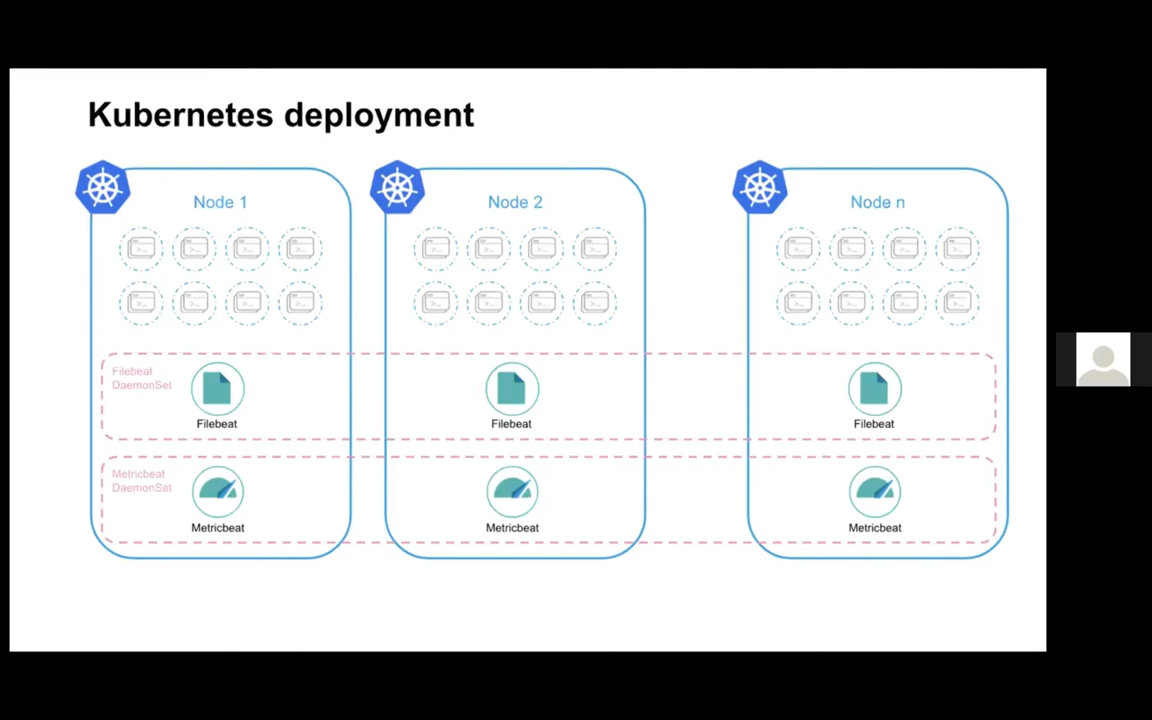 Kubernetes deployment
Node 1
Node 2
Node n
Filebeat
DaemonSet
Filebeat
Filebeat
Filebeat
Metricbeat
DaemonSet
Metricbeat
Metricbeat
Metricbeat